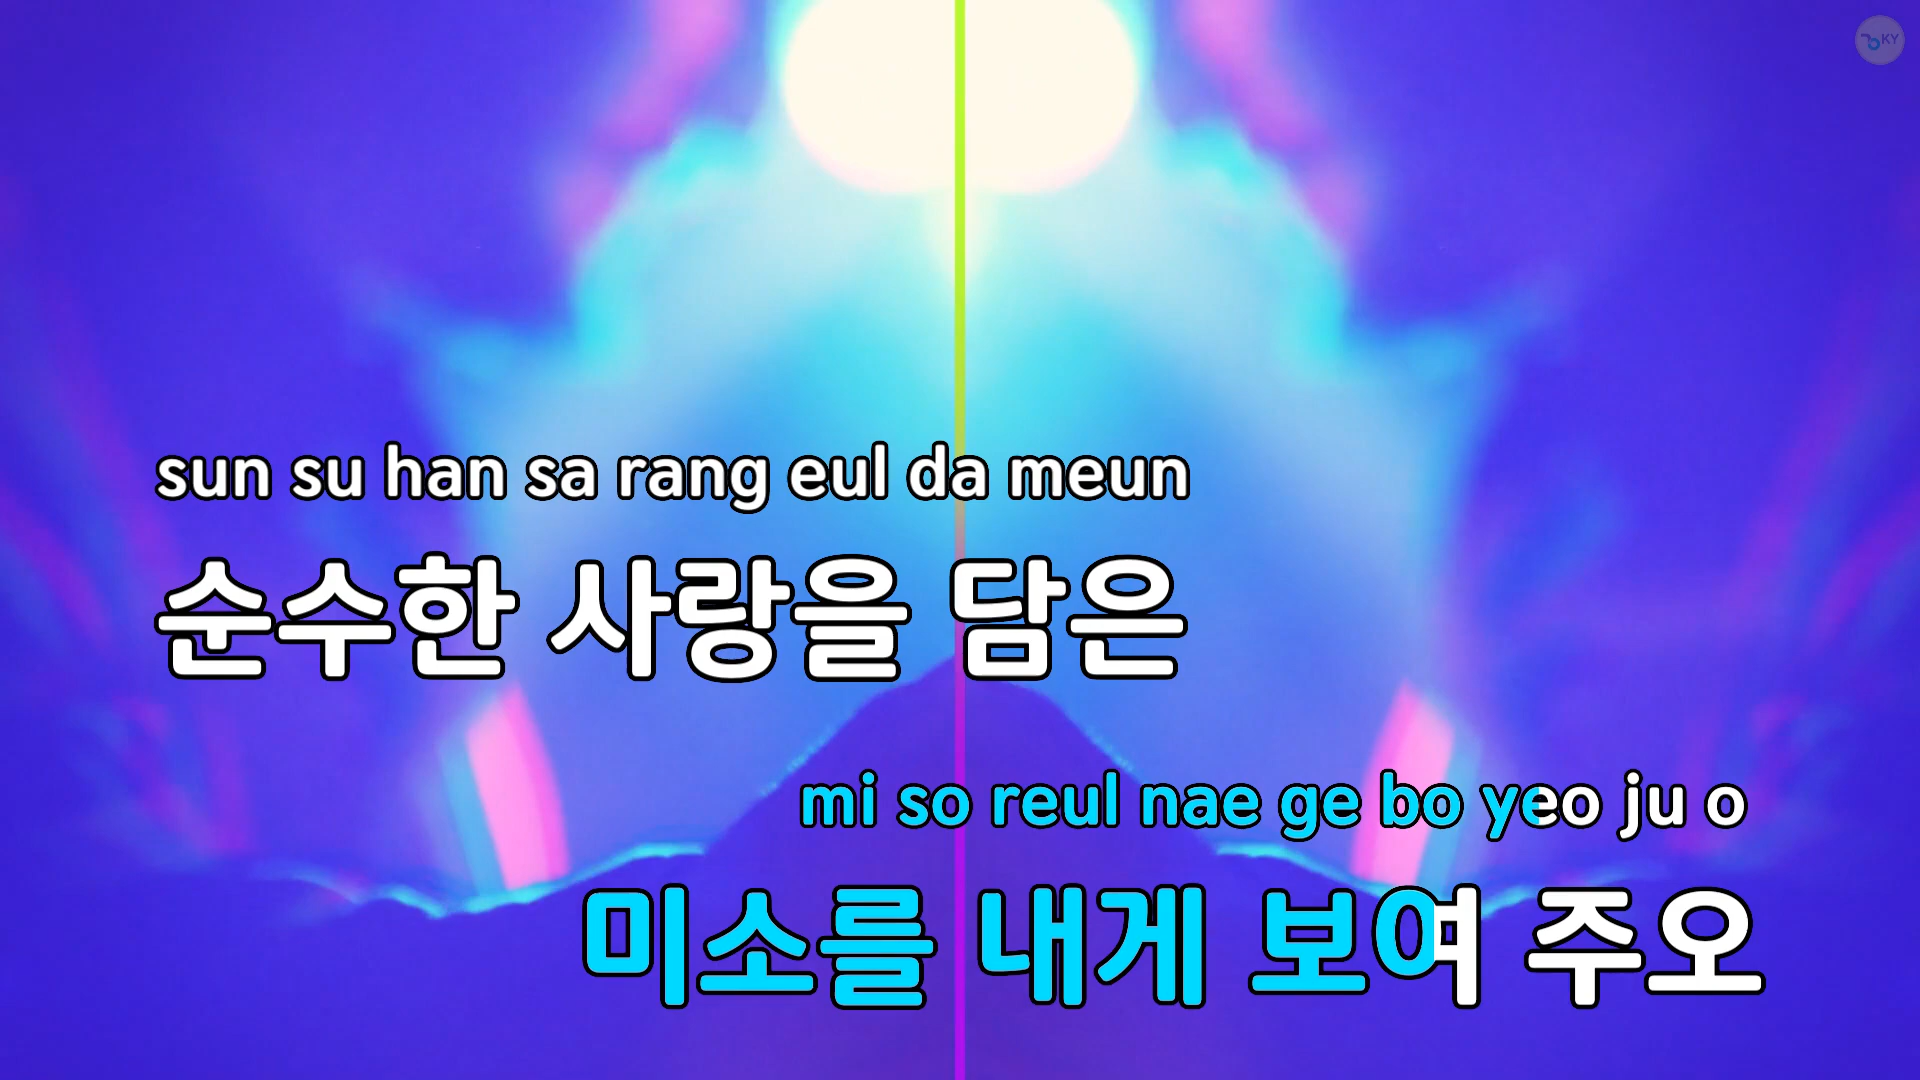 KY
sun su han sa rang eul da meun
순수한 사랑을 담은
mi so reul nae ge bo yeo ju o
미소를 내게 보여 주오